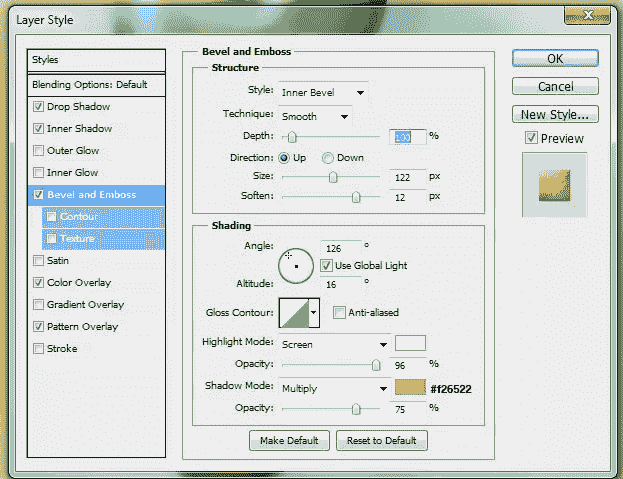 Layer Style
Styles
Blending Options: Default
Drop Shadow
Inner Shadow
Outer Glow
Inner Glow
Bevel and Emboss
Contour
Texture
Satin
Color Overlay
Gradient Overlay
Pattern Overlay
Stroke
Bevel and Emboss
Structure
Style: Inner Bevel
Technique: Smooth
Depth: 100 %
Direction: Up Down
Size: 122 px
Soften: 12 px
Shading
Angle: 126 °
Use Global Light
Altitude: 16 °
Gloss Contour: Anti-aliased
Highlight Mode: Screen
Opacity: 96 %
Shadow Mode: Multiply #f26522
Opacity: 75 %
Make Default Reset to Default
OK
Cancel
New Style...
Preview